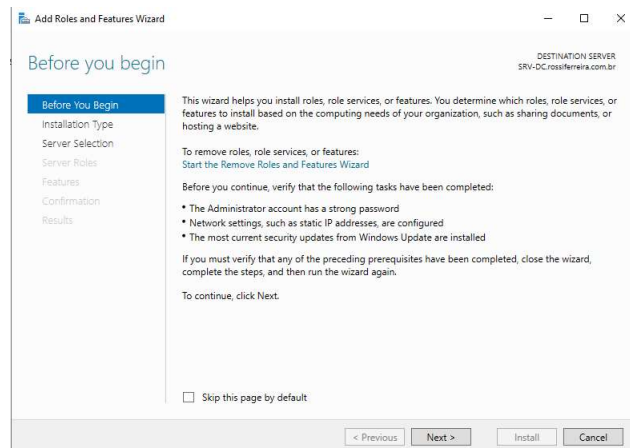 Add Roles and Features Wizard
Before you begin
DESTINATION SERVER
SRV-DC.rossiferreira.com.br
Before You Begin
Installation Type
Server Selection
Server Roles
Features
Confirmation
Results
This wizard helps you install roles, role services, or features. You determine which roles, role services, or
features to install based on the computing needs of your organization, such as sharing documents, or
hosting a website.
To remove roles, role services, or features:
Start the Remove Roles and Features Wizard
Before you continue, verify that the following tasks have been completed:
• The Administrator account has a strong password
• Network settings, such as static IP addresses, are configured
• The most current security updates from Windows Update are installed
If you must verify that any of the preceding prerequisites have been completed, close the wizard,
complete the steps, and then run the wizard again.
To continue, click Next.
Skip this page by default
< Previous
Next >
Install
Cancel